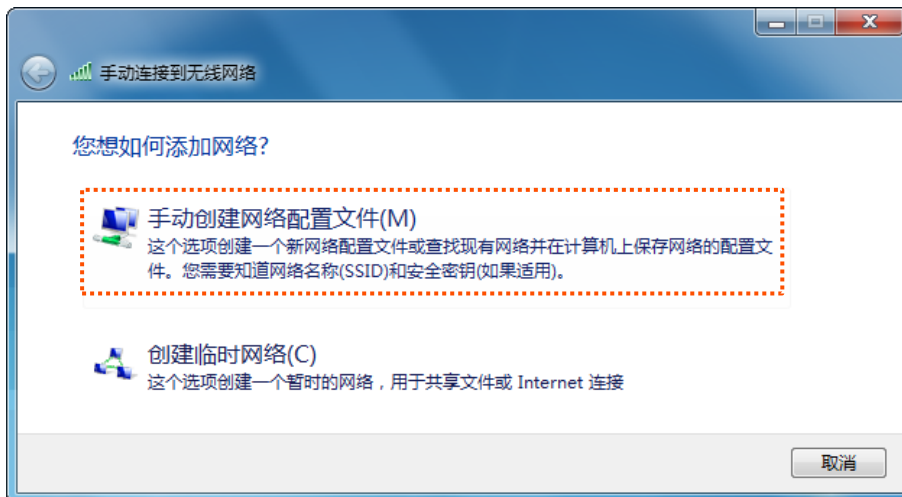 手动连接到无线网络
您想如何添加网络?
手动创建网络配置文件(M)
这个选项创建一个新网络配置文件或查找现有网络并在计算机上保存网络的配置文
件。您需要知道网络名称(SSID)和安全密钥(如果适用)。
创建临时网络(C)
这个选项创建一个暂时的网络，用于共享文件或 Internet 连接
取消